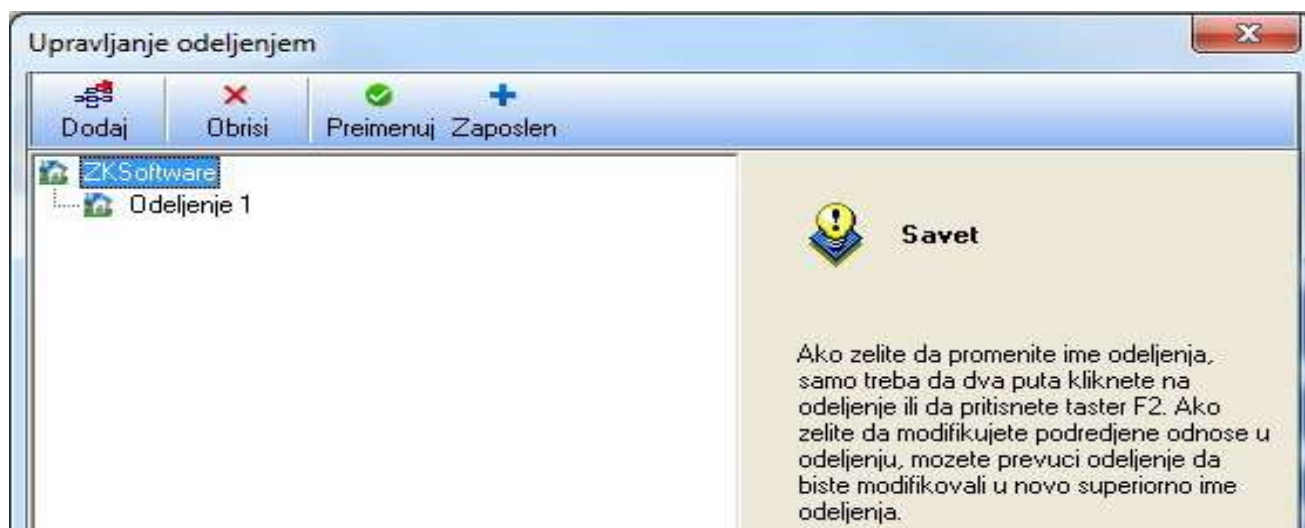 Upravljanje odeljenjem
Dodaj Obrisi Preimenuj Zaposlen
ZKSoftware
Odeljenje 1
Savet
Ako zelite da promenite ime odeljenja,
samo treba da dva puta kliknete na
odeljenje ili da pritisnete taster F2. Ako
zelite da modifikujete podredjene odnose u
odeljenju, mozete prevuci odeljenje da
biste modifikovali u novo superiorno ime
odeljenja.